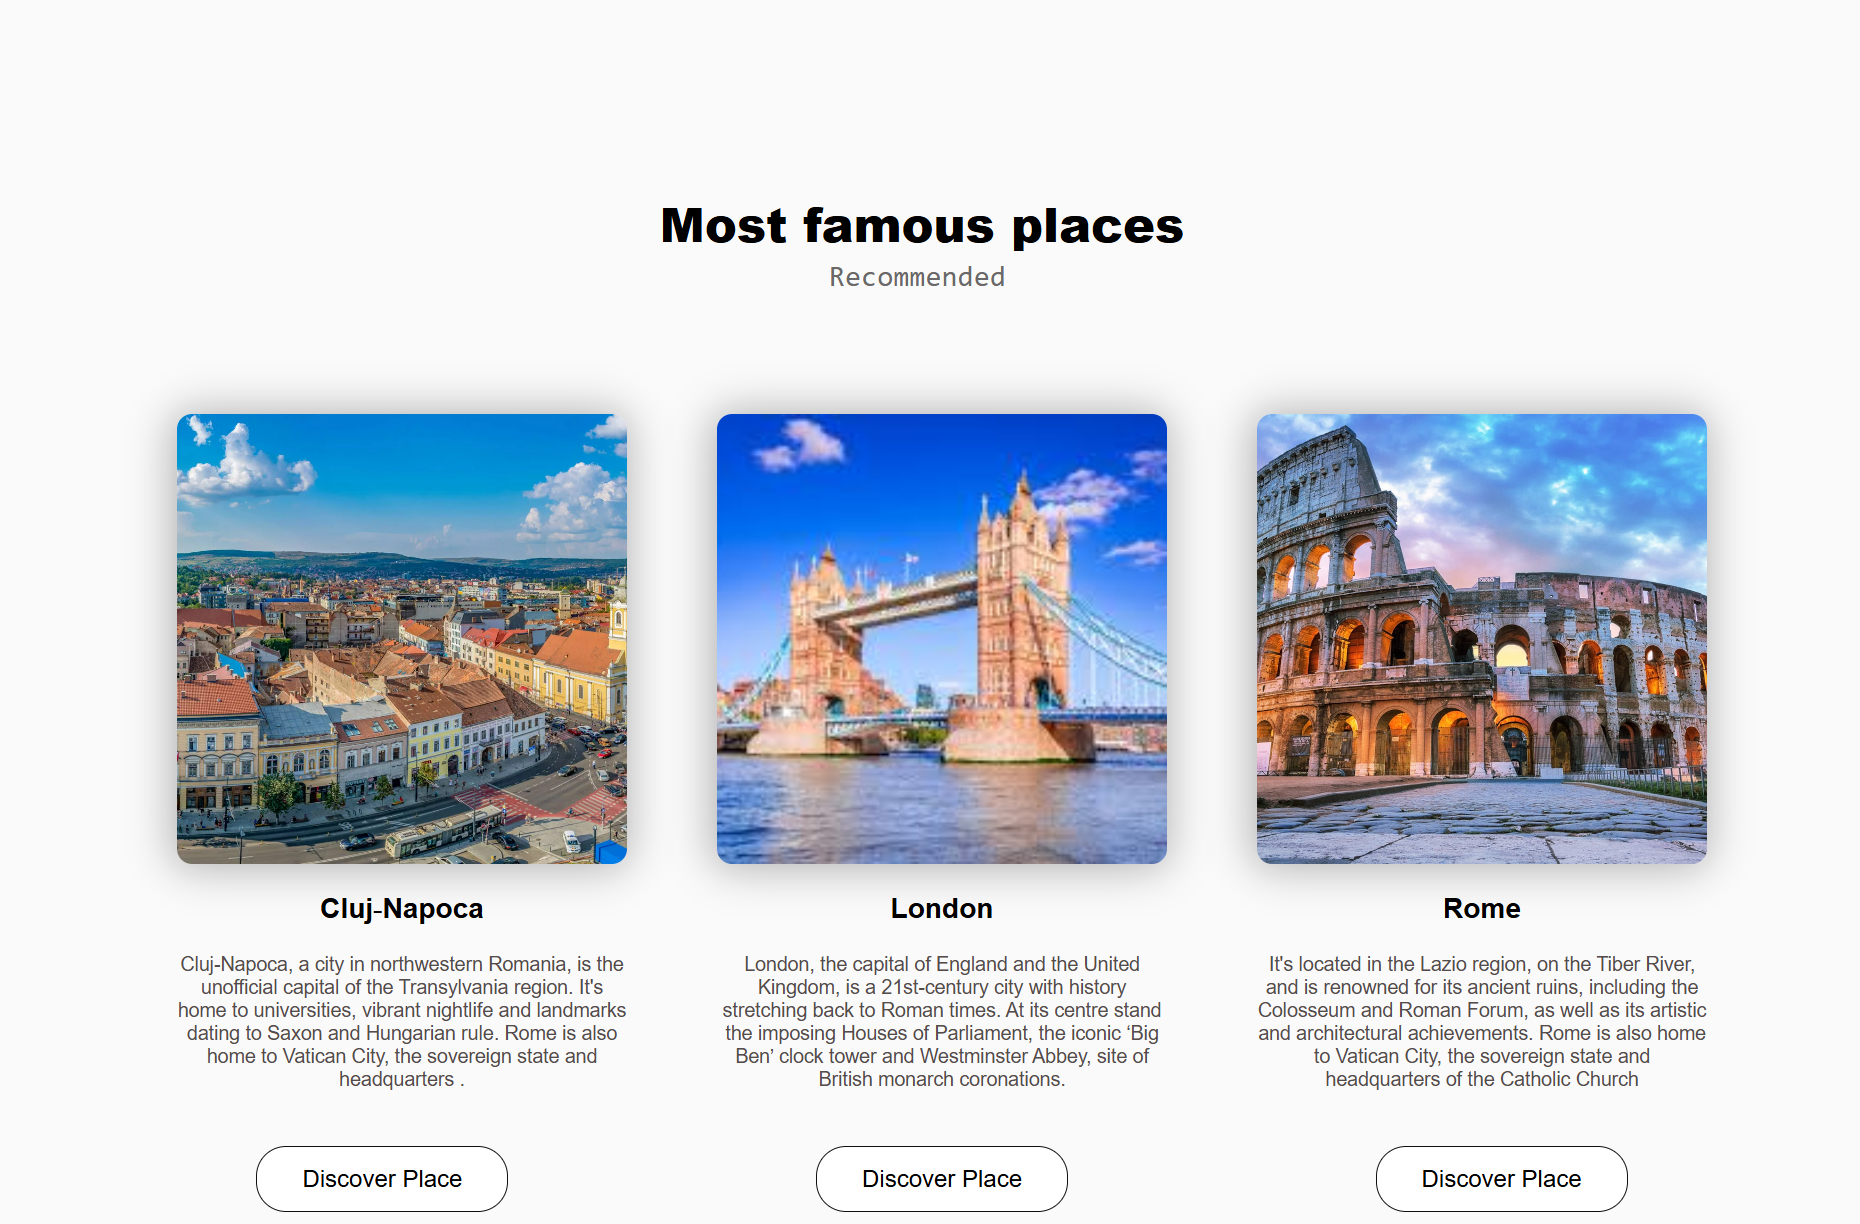 Most famous places
Recommended
Cluj-Napoca
Cluj-Napoca, a city in northwestern Romania, is the
unofficial capital of the Transylvania region. It's
home to universities, vibrant nightlife and landmarks
dating to Saxon and Hungarian rule. Rome is also
home to Vatican City, the sovereign state and
headquarters .
Discover Place
London
London, the capital of England and the United
Kingdom, is a 21st-century city with history
stretching back to Roman times. At its centre stand
the imposing Houses of Parliament, the iconic ‘Big
Ben’ clock tower and Westminster Abbey, site of
British monarch coronations.
Discover Place
Rome
It's located in the Lazio region, on the Tiber River,
and is renowned for its ancient ruins, including the
Colosseum and Roman Forum, as well as its artistic
and architectural achievements. Rome is also home
to Vatican City, the sovereign state and
headquarters of the Catholic Church
Discover Place